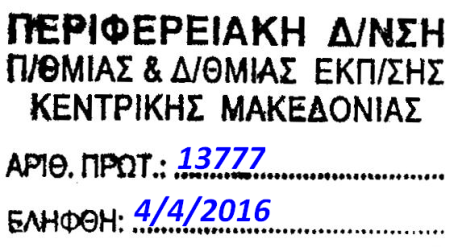 ΠΕΡΙΦΕΡΕΙΑΚΗ Δ/ΝΣΗ
Π/ΘΜΙΑΣ & Δ/ΘΜΙΑΣ ΕΚΠ/ΣΗΣ
ΚΕΝΤΡΙΚΗΣ ΜΑΚΕΔΟΝΙΑΣ
ΑΡΙΘ. ΠΡΩΤ.: 13777
ΕΛΗΦΘΗ: 4/4/2016